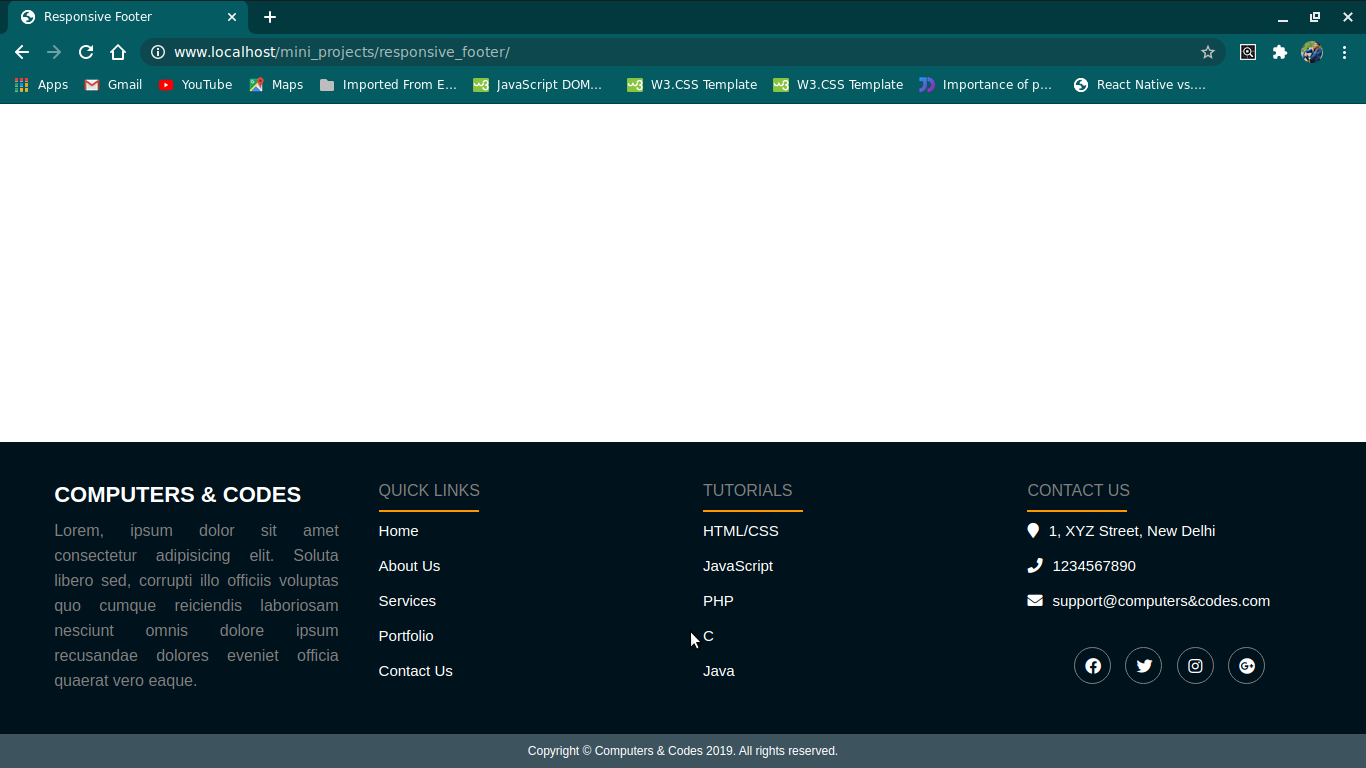 Responsive Footer
www.localhost/mini_projects/responsive_footer/
Apps Gmail YouTube Maps Imported From E... JavaScript DOM... W3.CSS Template W3.CSS Template Importance of p... React Native vs....
COMPUTERS & CODES
Lorem, ipsum dolor sit amet
consectetur adipisicing elit. Soluta
libero sed, corrupti illo officiis voluptas
quo cumque reiciendis laboriosam
nesciunt omnis dolore ipsum
recusandae dolores eveniet officia
quaerat vero eaque.
QUICK LINKS
Home
About Us
Services
Portfolio
Contact Us
TUTORIALS
HTML/CSS
JavaScript
PHP
C
Java
CONTACT US
1, XYZ Street, New Delhi
1234567890
support@computers&codes.com
Copyright © Computers & Codes 2019. All rights reserved.